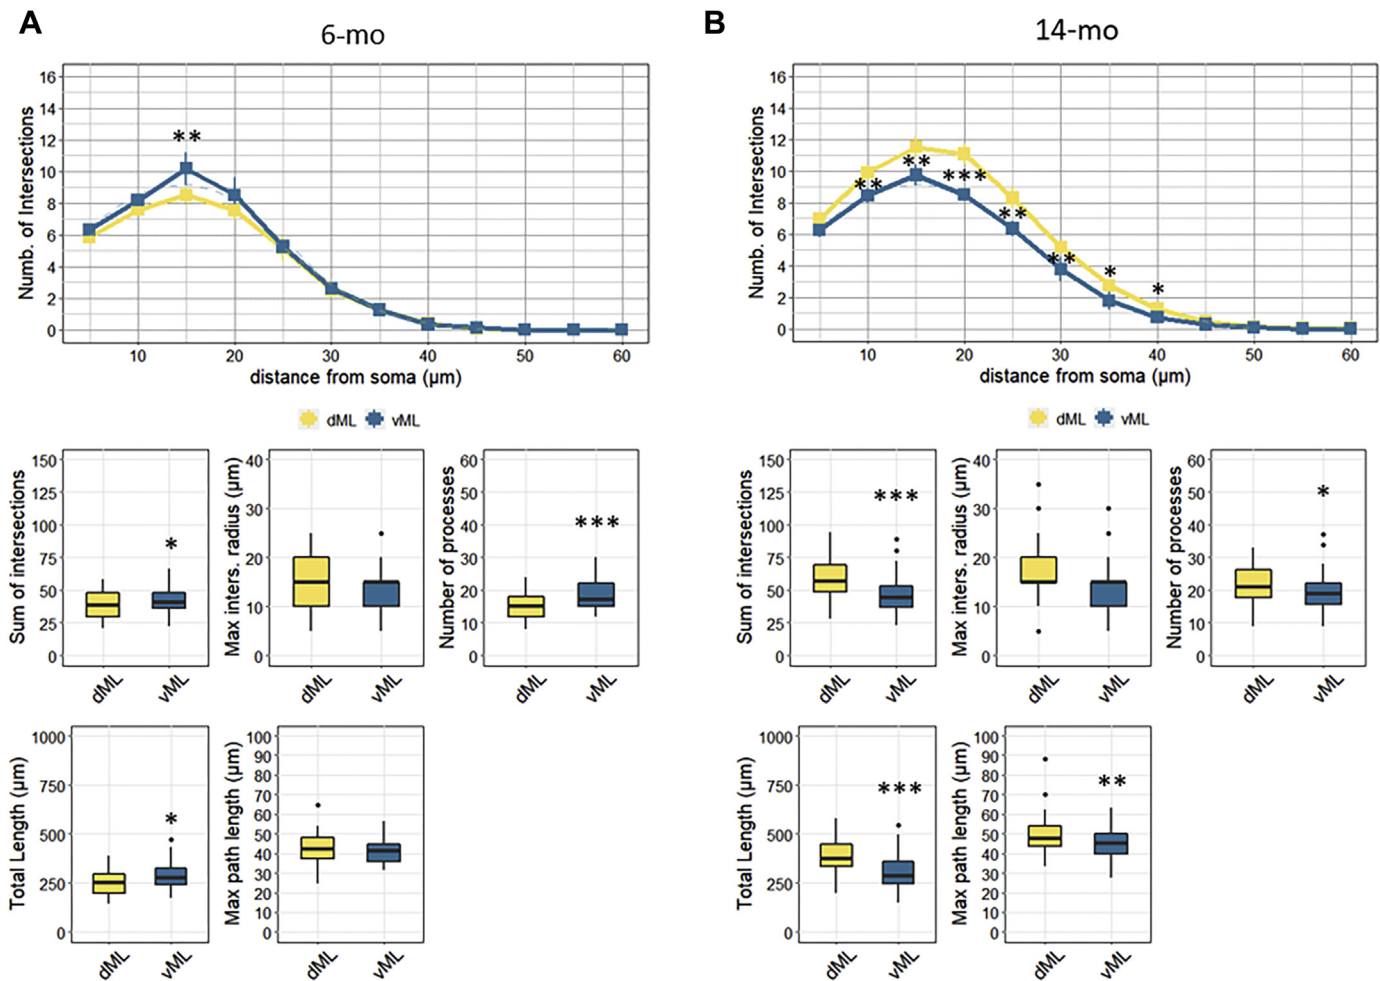 A
6-mo
Numb. of Intersections
16
14
12
10
8
6
4
2
0
**
10 20 30 40 50 60
distance from soma (µm)
dML vML
Sum of intersections
150
125
100
75
50
25
0
*
dML vML
Max inters. radius (µm)
40
30
20
10
0
dML vML
Number of processes
60
50
40
30
20
10
0
***
dML vML
Total Length (µm)
1000
750
500
250
0
*
dML vML
Max path length (µm)
100
90
80
70
60
50
40
30
20
10
0
dML vML
B
14-mo
Numb. of Intersections
16
14
12
10
8
6
4
2
0
** ** *** ** ** * *
10 20 30 40 50 60
distance from soma (µm)
dML vML
Sum of intersections
150
125
100
75
50
25
0
***
dML vML
Max inters. radius (µm)
40
30
20
10
0
dML vML
Number of processes
60
50
40
30
20
10
0
*
dML vML
Total Length (µm)
1000
750
500
250
0
***
dML vML
Max path length (µm)
100
90
80
70
60
50
40
30
20
10
0
**
dML vML